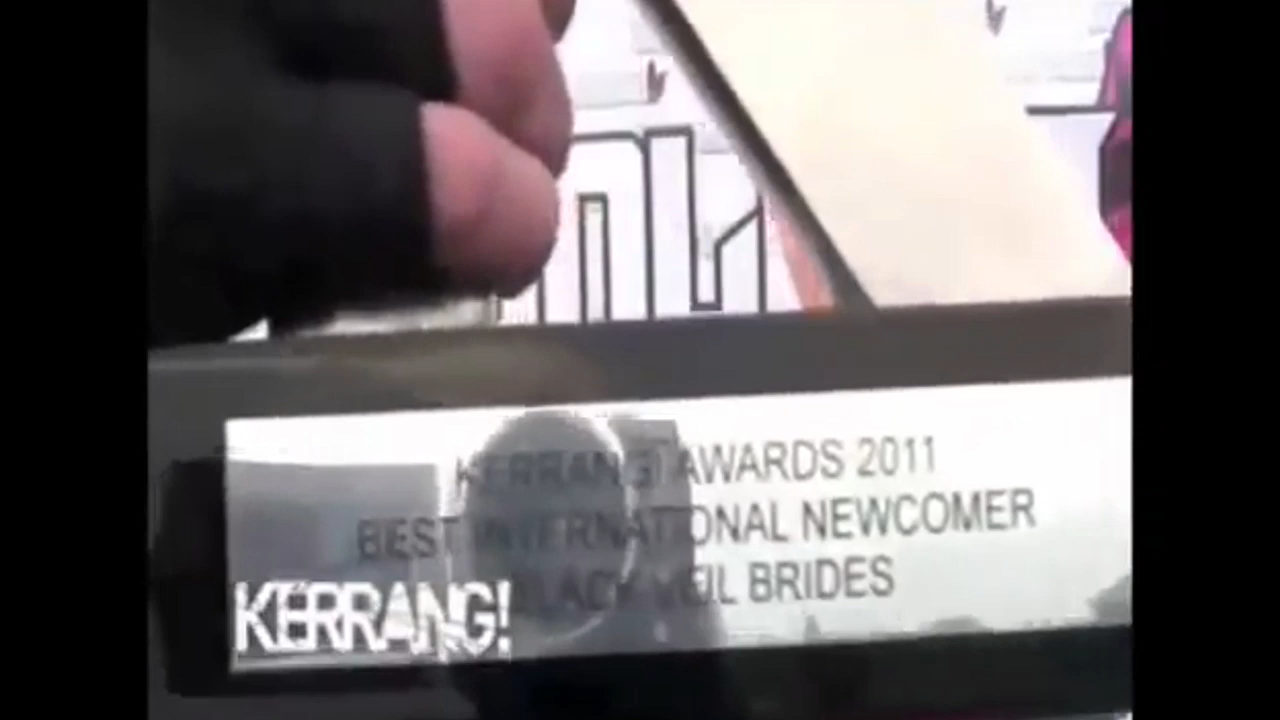 KERRANG! AWARDS 2011
BEST INTERNATIONAL NEWCOMER
BLACK VEIL BRIDES
KERRANG!